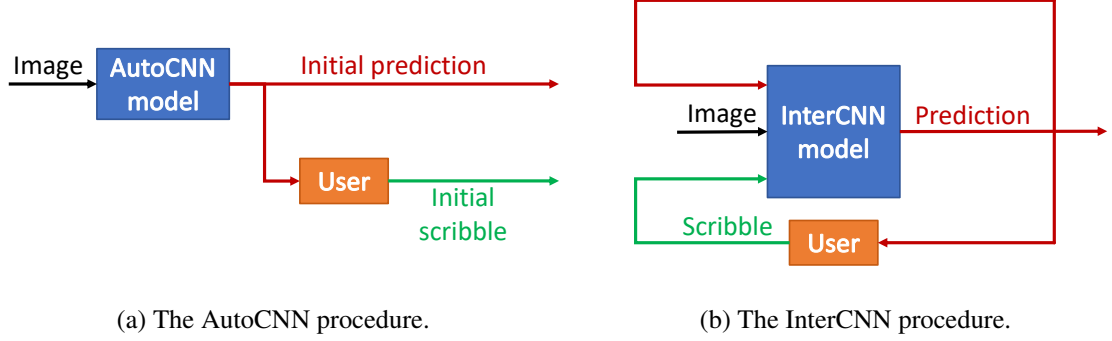 Image
AutoCNN
model
Initial prediction
User
Initial
scribble
(a) The AutoCNN procedure.
Image
InterCNN
model
Prediction
Scribble
User
(b) The InterCNN procedure.